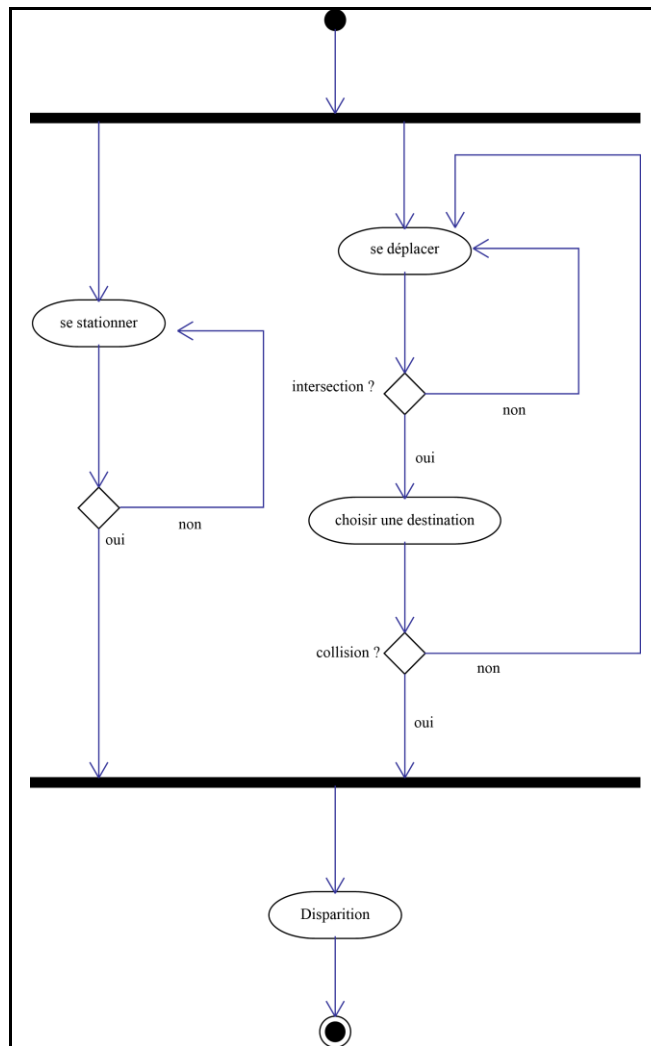 se déplacer
se stationner
intersection ?
non
oui
choisir une destination
non
oui
collision ?
non
oui
Disparition